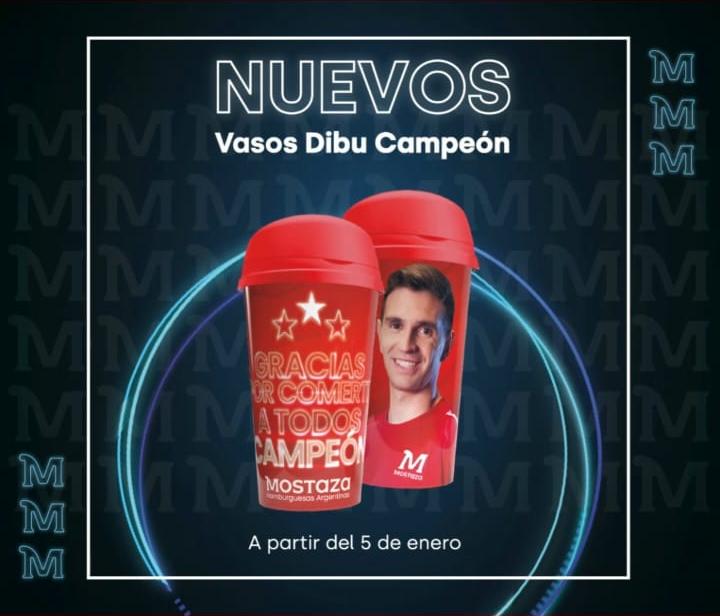 NUEVOS
Vasos Dibu Campeón
M
M
M
GRACIAS
POR COMERTE
A TODOS
CAMPEÓN
MOSTAZA
Hamburguesas Argentinas
M
MOSTAZA
M
M
M
A partir del 5 de enero